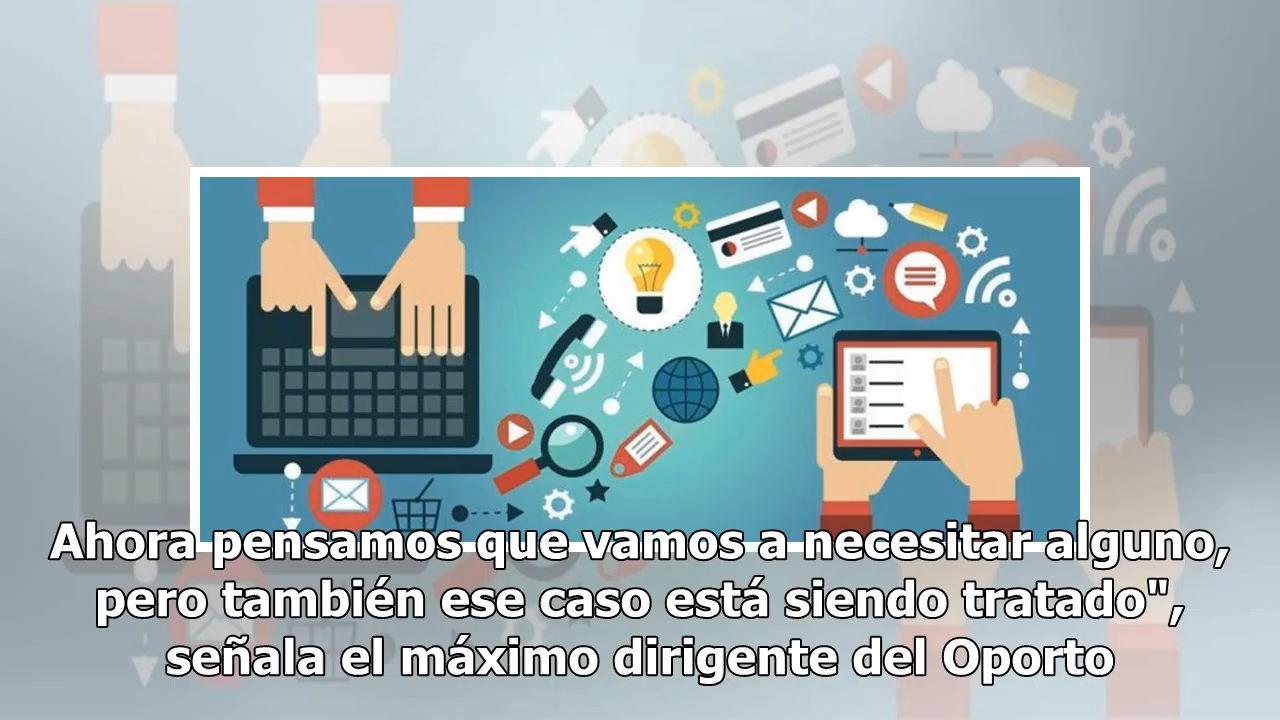 Ahora pensamos que vamos a necesitar alguno,
pero también ese caso está siendo tratado",
señala el máximo dirigente del Oporto